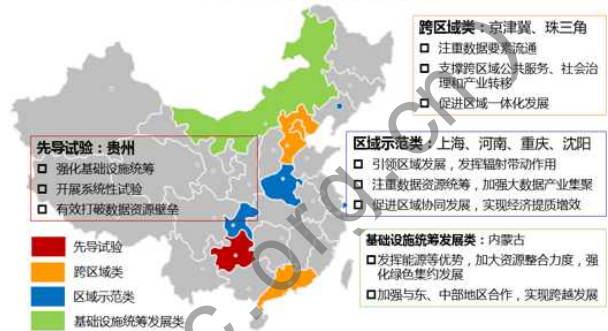 跨区域类：京津冀、珠三角
注重数据要素流通
支撑跨区域公共服务、社会治
理和产业转移
促进区域一体化发展
先导试验：贵州
强化基础设施统筹
开展系统性试验
有效打破数据资源壁垒
区域示范类：上海、河南、重庆、沈阳
引领区域发展，发挥辐射带动作用
注重数据资源统筹，加强大数据产业集聚
促进区域协同发展，实现经济提质增效
基础设施统筹发展类：内蒙古
发挥能源等优势，加大资源整合力度，强
化绿色集约发展
加强与东、中部地区合作，实现跨越发展
先导试验
跨区域类
区域示范类
基础设施统筹发展类
c.org.cn